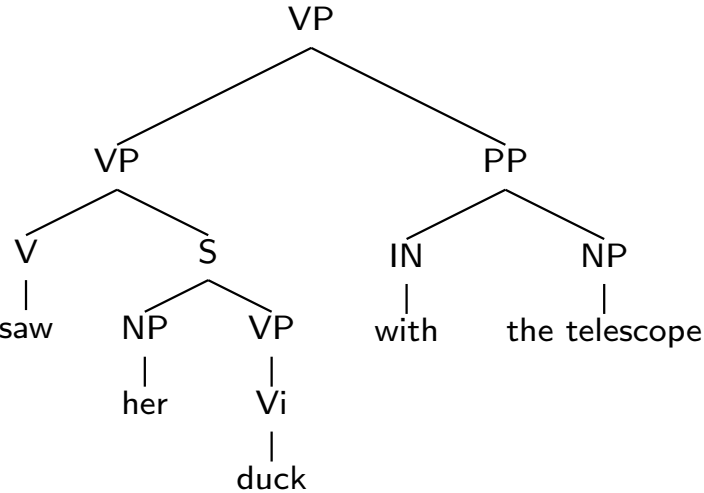 VP
VP PP
V S IN NP
saw NP VP with the telescope
her Vi
duck